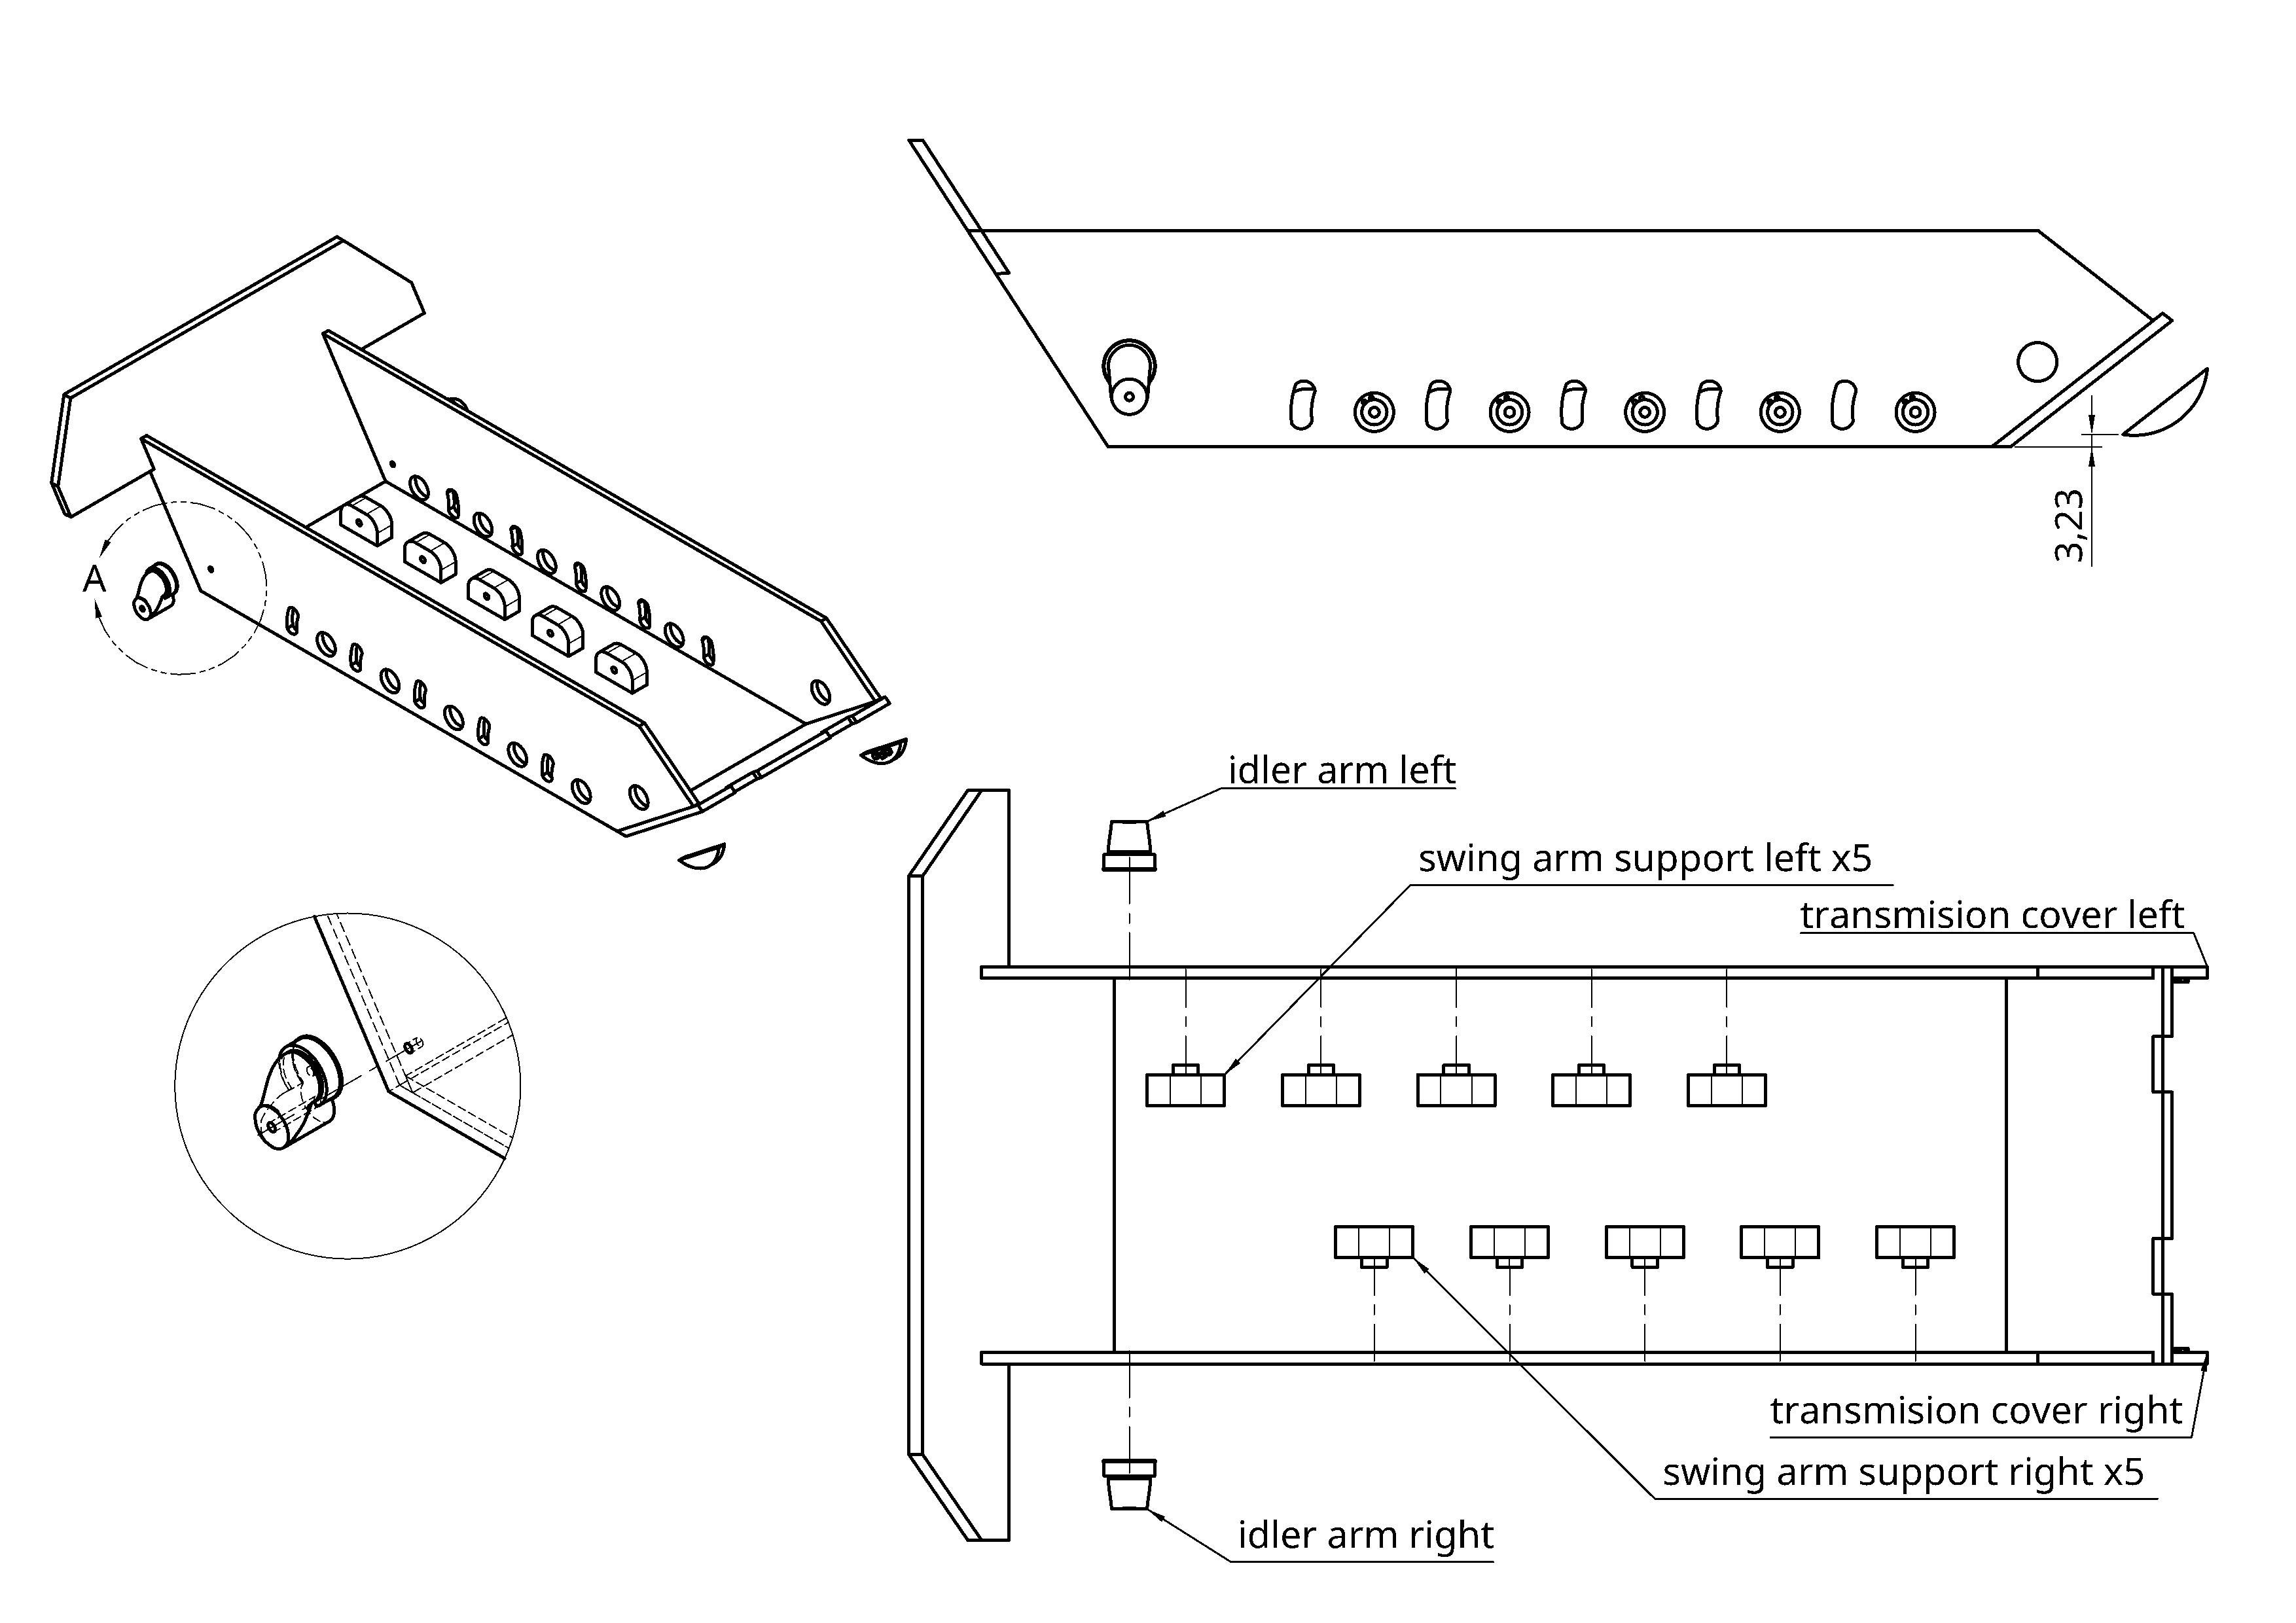 A
3,23
idler arm left
swing arm support left x5
transmision cover left
transmision cover right
swing arm support right x5
idler arm right